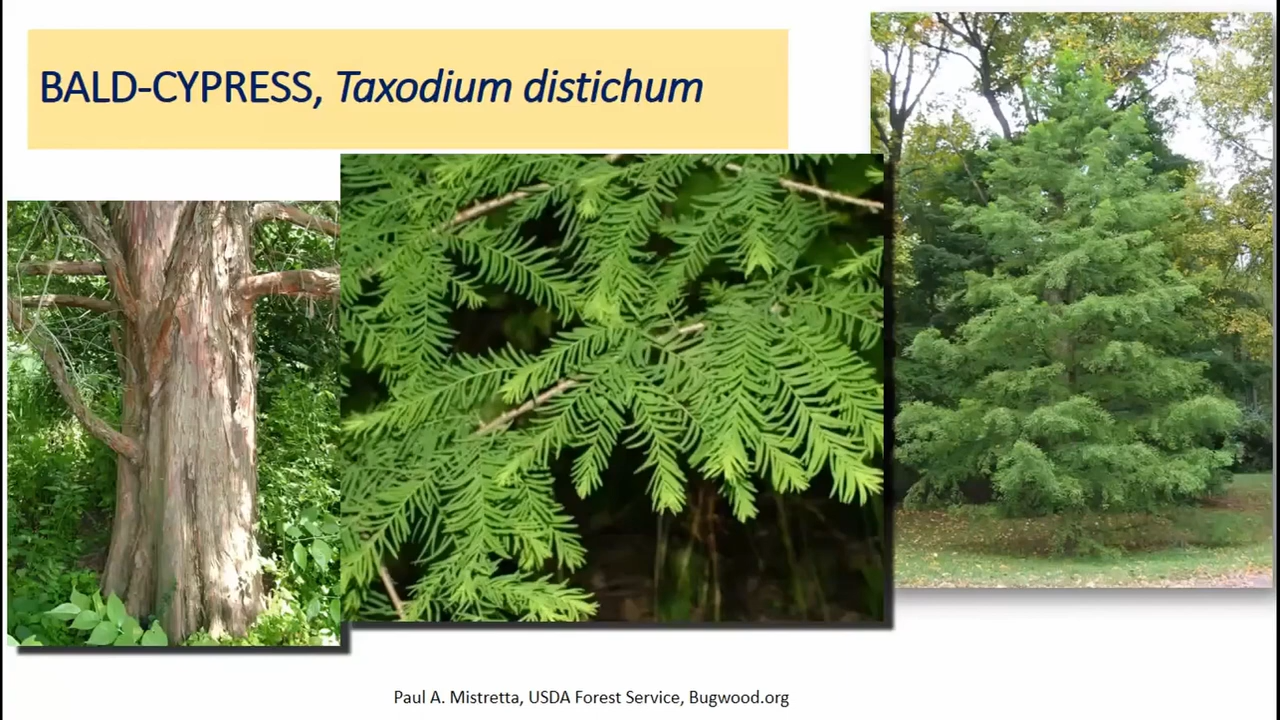 BALD-CYPRESS, Taxodium distichum
Paul A. Mistretta, USDA Forest Service, Bugwood.org